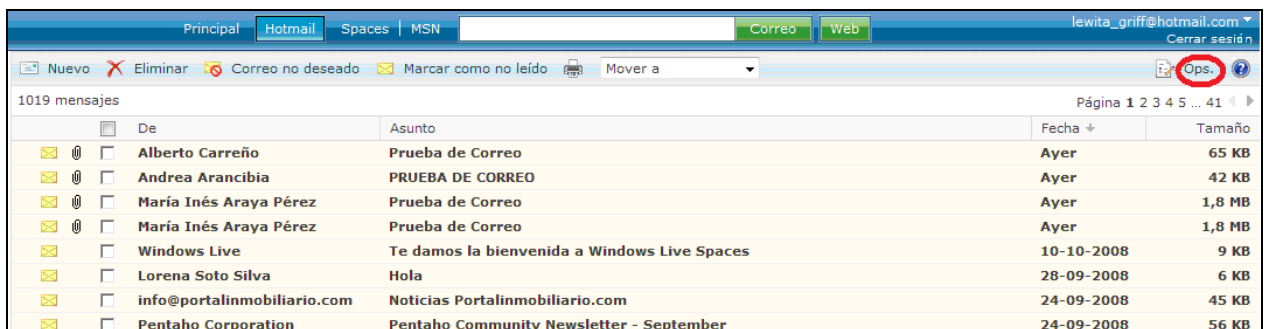 lewita_griff@hotmail.com
Principal Hotmail Spaces MSN Correo Web
Cerrar sesión
Nuevo Eliminar Correo no deseado Marcar como no leído Mover a Ops.
1019 mensajes Página 1 2 3 4 5 ... 41
De Asunto Fecha Tamaño
Alberto Carreño Prueba de Correo Ayer 65 KB
Andrea Arancibia PRUEBA DE CORREO Ayer 42 KB
María Inés Araya Pérez Prueba de Correo Ayer 1,8 MB
María Inés Araya Pérez Prueba de Correo Ayer 1,8 MB
Windows Live Te damos la bienvenida a Windows Live Spaces 10-10-2008 9 KB
Lorena Soto Silva Hola 28-09-2008 6 KB
info@portalinmobiliario.com Noticias Portalinmobiliario.com 24-09-2008 45 KB
Pentaho Corporation Pentaho Community Newsletter - September 24-09-2008 56 KB